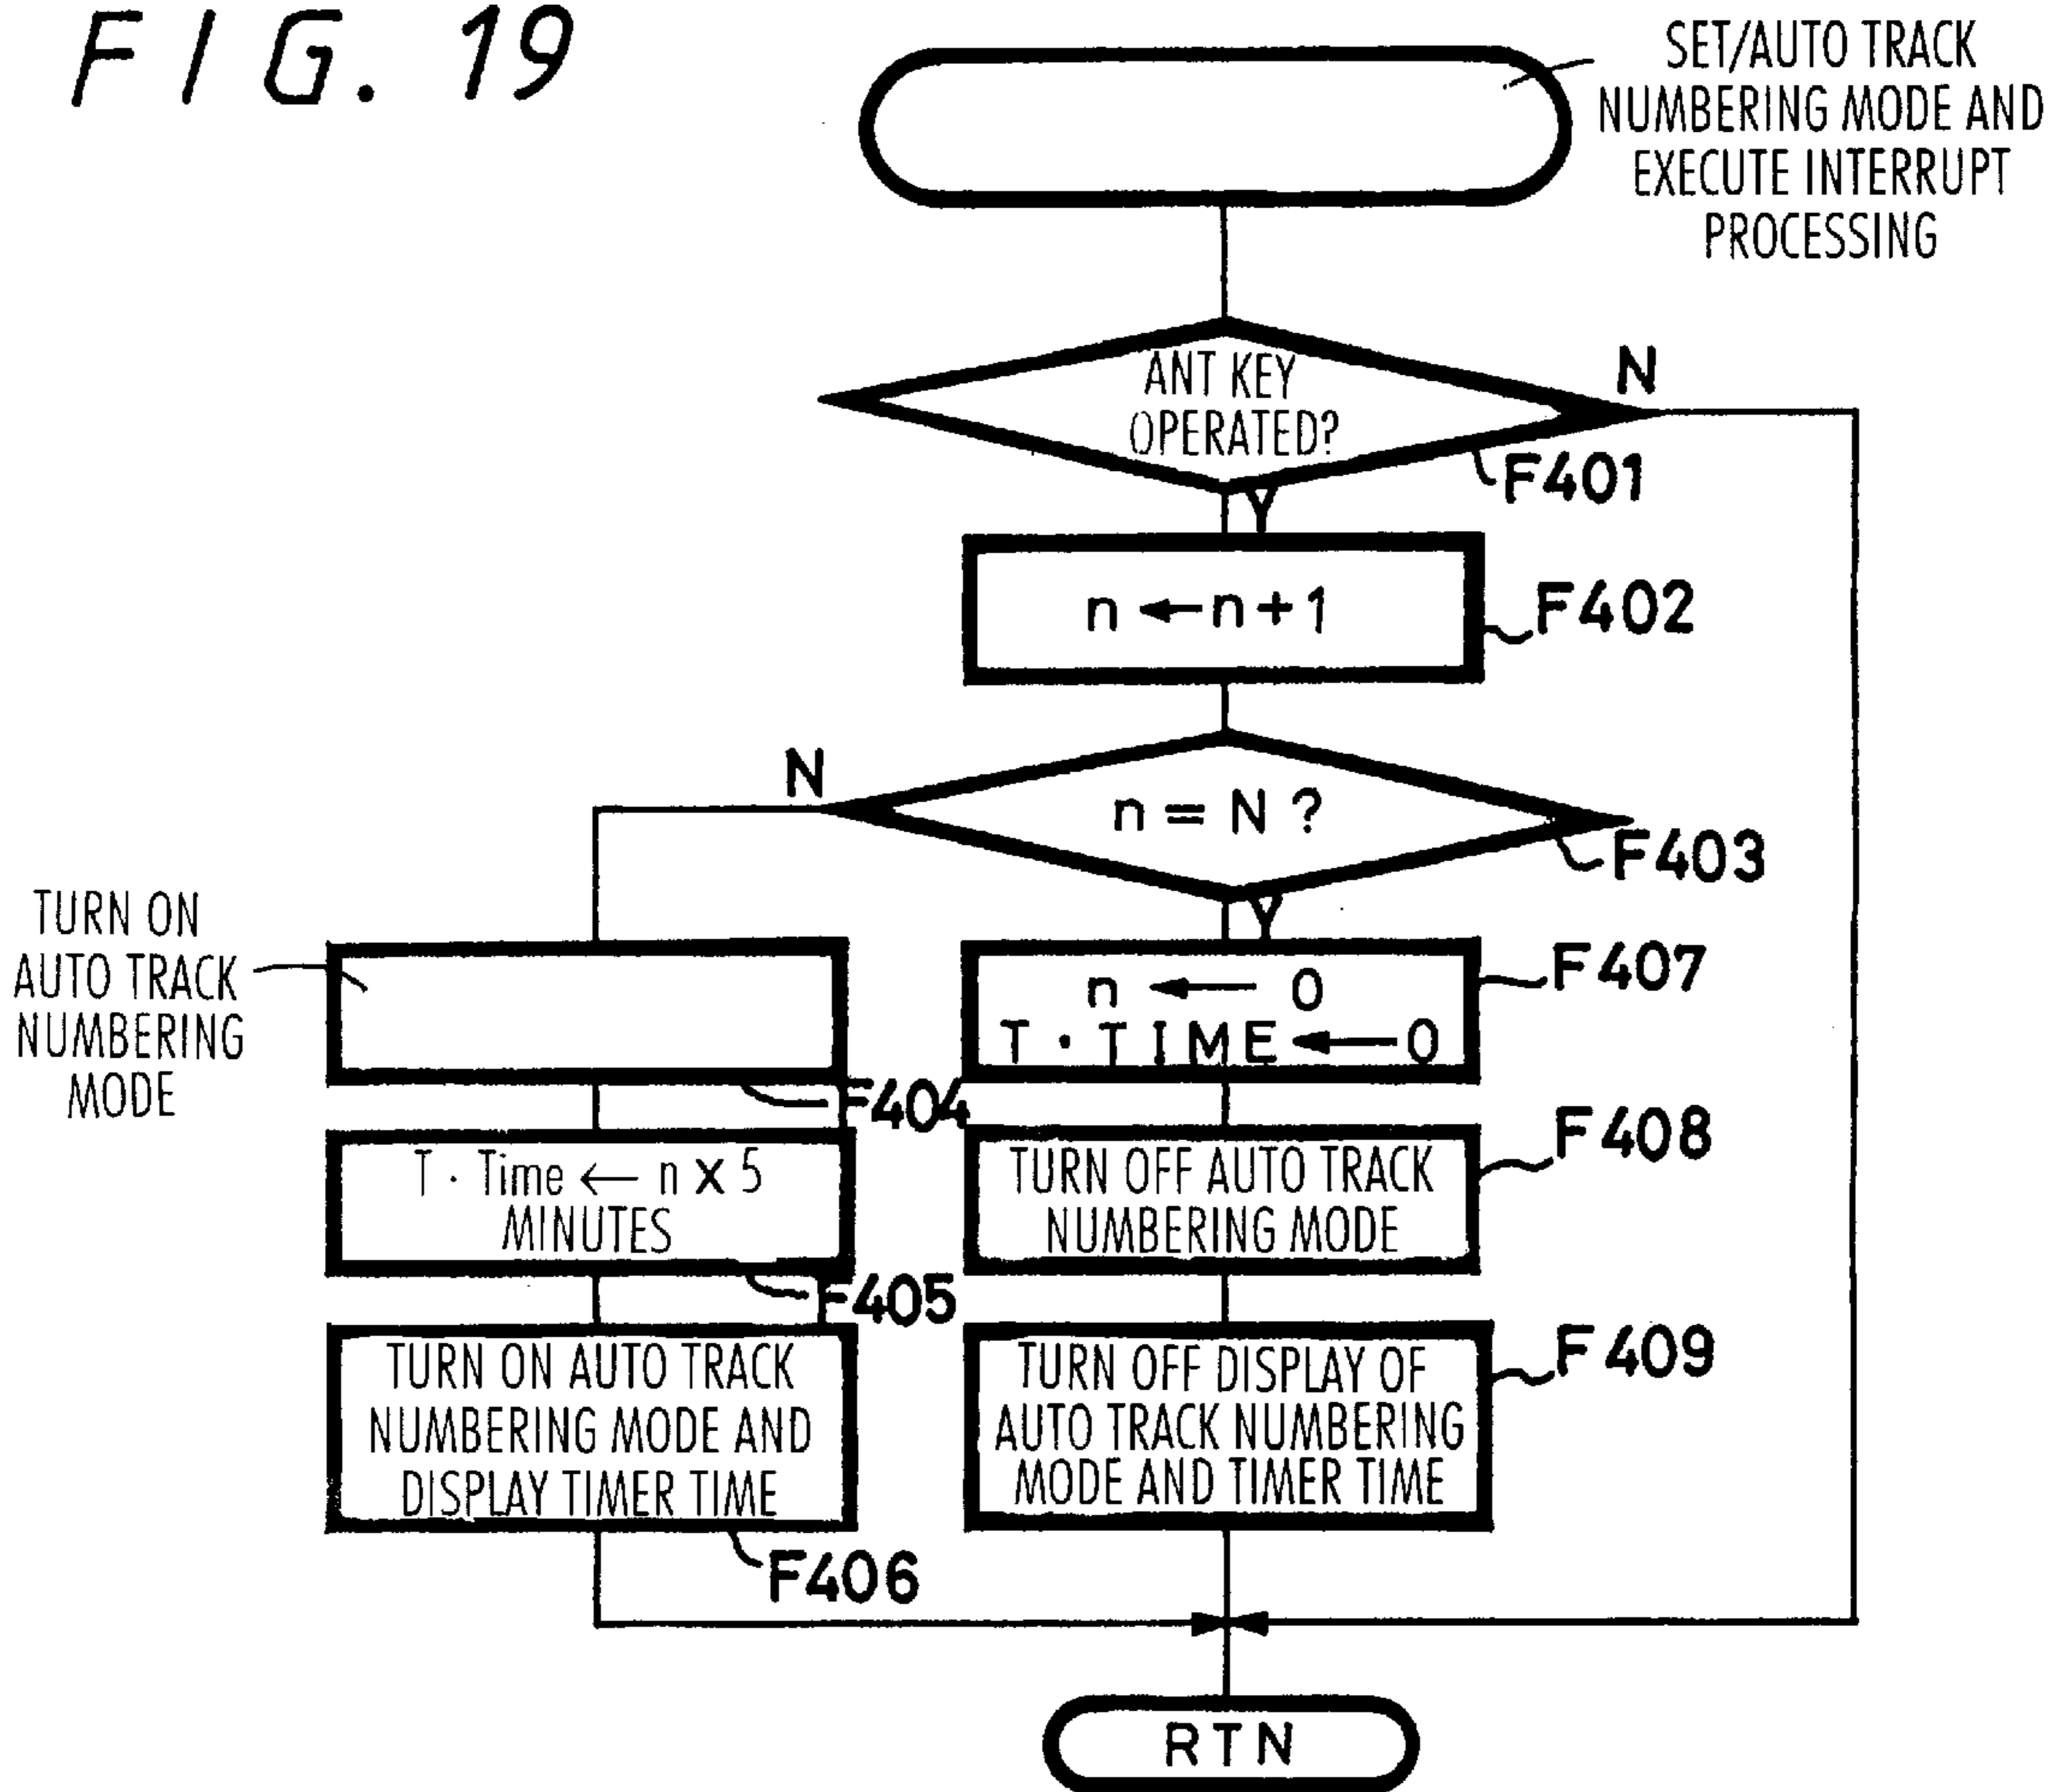 FIG. 19
SET/AUTO TRACK
NUMBERING MODE AND
EXECUTE INTERRUPT
PROCESSING
ANT KEY
OPERATED?
N
F401
Y
n ← n + 1
F402
N
n = N ?
F403
Y
TURN ON
AUTO TRACK
NUMBERING
MODE
F404
T · Time ← n x 5
MINUTES
F405
TURN ON AUTO TRACK
NUMBERING MODE AND
DISPLAY TIMER TIME
F406
n ← 0
T · TIME ← 0
F407
TURN OFF AUTO TRACK
NUMBERING MODE
F408
TURN OFF DISPLAY OF
AUTO TRACK NUMBERING
MODE AND TIMER TIME
F409
RTN